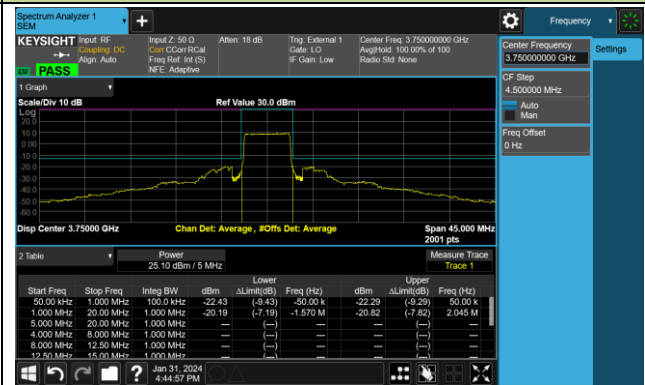 Spectrum Analyzer 1
SEM
Frequency
KEYSIGHT
Input: RF
Coupling: DC
Align: Auto
Input Z: 50 Ω
Corr CCorr RCal
Freq Ref: Int (S)
NFE: Adaptive
Atten: 18 dB
Trig: External 1
Gate: LO
IF Gain: Low
Center Freq: 3.750000000 GHz
Avg|Hold: 100.00% of 100
Radio Std: None
PASS
Center Frequency
3.750000000 GHz
Settings
CF Step
4.500000 MHz
Auto
Man
Freq Offset
0 Hz
1 Graph
Scale/Div 10 dB
Ref Value 30.0 dBm
Log
20.0
10.0
0.00
-10.0
-20.0
-30.0
-40.0
-50.0
-60.0
Disp Center 3.75000 GHz
Chan Det: Average , #Offs Det: Average
Span 45.000 MHz
2001 pts
2 Table
Power
25.10 dBm / 5 MHz
Measure Trace
Trace 1
Lower Upper
Start Freq Stop Freq Integ BW dBm ΔLimit(dB) Freq (Hz) dBm ΔLimit(dB) Freq (Hz)
50.00 kHz 1.000 MHz 100.0 kHz -22.43 (-9.43) -50.00 k -22.29 (-9.29) 50.00 k
1.000 MHz 20.00 MHz 1.000 MHz -20.19 (-7.19) -1.570 M -20.82 (-7.82) 2.045 M
5.000 MHz 20.00 MHz 1.000 MHz --- (---) --- --- (---) ---
4.000 MHz 8.000 MHz 1.000 MHz --- (---) --- --- (---) ---
8.000 MHz 12.50 MHz 1.000 MHz --- (---) --- --- (---) ---
12.50 MHz 15.00 MHz 1.000 MHz --- (---) --- --- (---) ---
?
Jan 31, 2024
4:44:57 PM